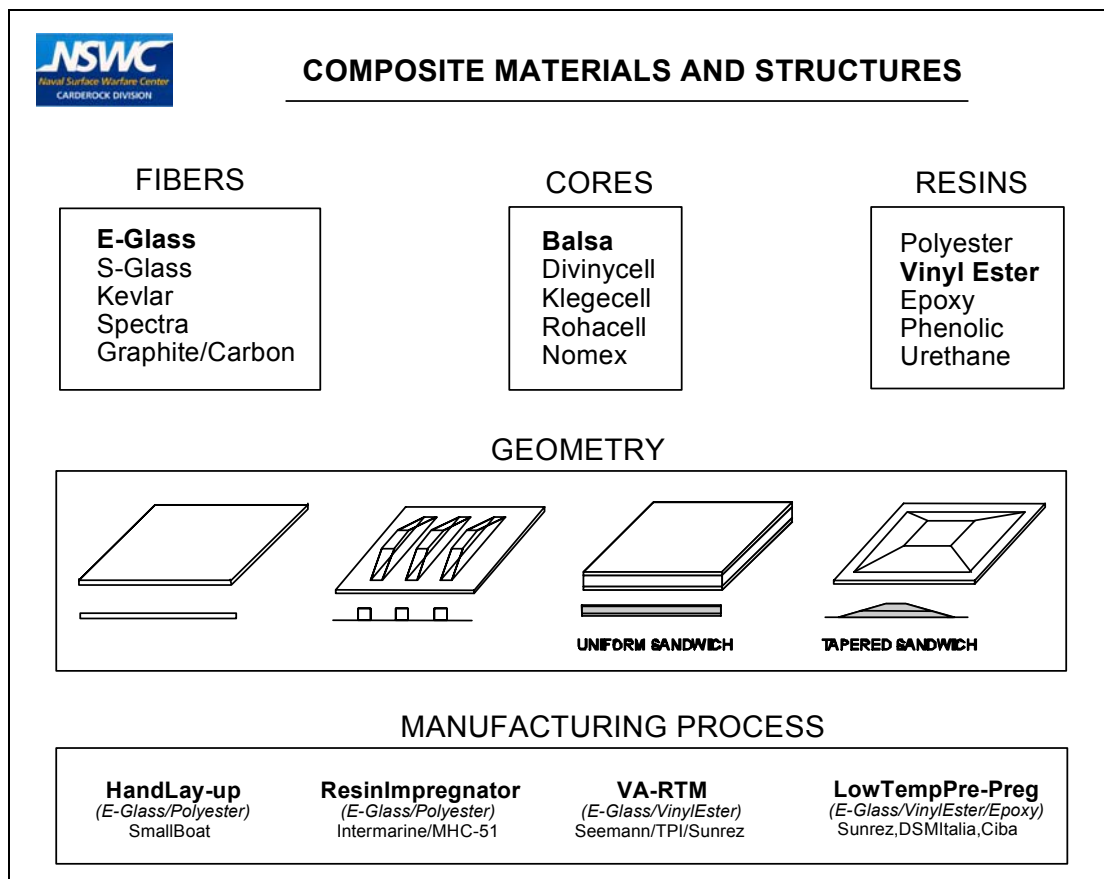 NSWC
Naval Surface Warfare Center
CARDEROCK DIVISION
COMPOSITE MATERIALS AND STRUCTURES
FIBERS
E-Glass
S-Glass
Kevlar
Spectra
Graphite/Carbon
CORES
Balsa
Divinycell
Klegecell
Rohacell
Nomex
RESINS
Polyester
Vinyl Ester
Epoxy
Phenolic
Urethane
GEOMETRY
UNIFORM SANDWICH
TAPERED SANDWICH
MANUFACTURING PROCESS
HandLay-up
(E-Glass/Polyester)
SmallBoat
ResinImpregnator
(E-Glass/Polyester)
Intermarine/MHC-51
VA-RTM
(E-Glass/VinylEster)
Seemann/TPI/Sunrez
LowTempPre-Preg
(E-Glass/VinylEster/Epoxy)
Sunrez,DSMItalia,Ciba